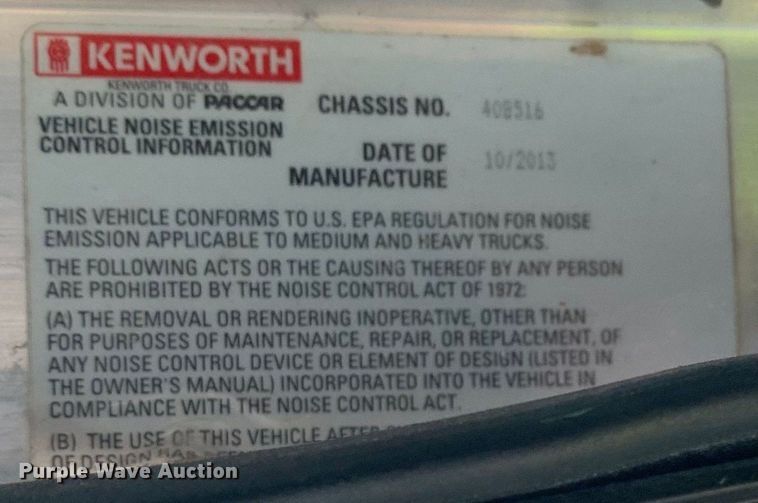 KENWORTH
KENWORTH TRUCK CO.
A DIVISION OF PACCAR
VEHICLE NOISE EMISSION
CONTROL INFORMATION
CHASSIS NO. 408516
DATE OF
MANUFACTURE 10/2013
THIS VEHICLE CONFORMS TO U.S. EPA REGULATION FOR NOISE
EMISSION APPLICABLE TO MEDIUM AND HEAVY TRUCKS.
THE FOLLOWING ACTS OR THE CAUSING THEREOF BY ANY PERSON
ARE PROHIBITED BY THE NOISE CONTROL ACT OF 1972:
(A) THE REMOVAL OR RENDERING INOPERATIVE, OTHER THAN
FOR PURPOSES OF MAINTENANCE, REPAIR, OR REPLACEMENT, OF
ANY NOISE CONTROL DEVICE OR ELEMENT OF DESIGN (LISTED IN
THE OWNER'S MANUAL) INCORPORATED INTO THE VEHICLE IN
COMPLIANCE WITH THE NOISE CONTROL ACT.
(B) THE USE OF THIS VEHICLE AFTER
OF DESIGN HAS
Purple Wave Auction